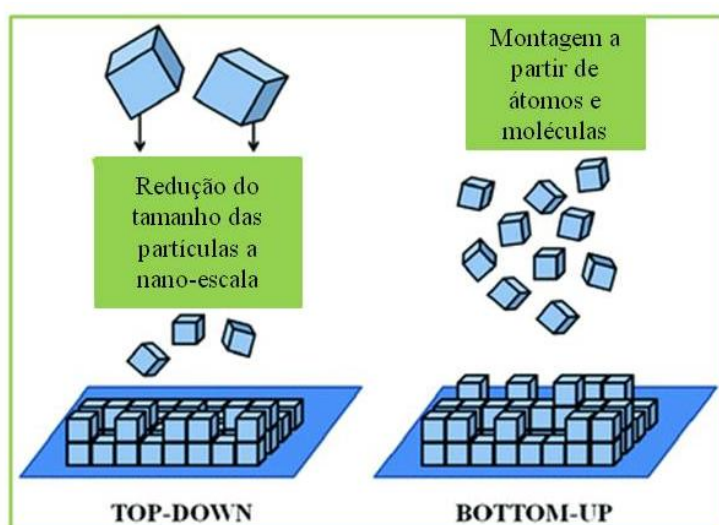 Redução do
tamanho das
partículas a
nano-escala
TOP-DOWN
Montagem a
partir de
átomos e
moléculas
BOTTOM-UP